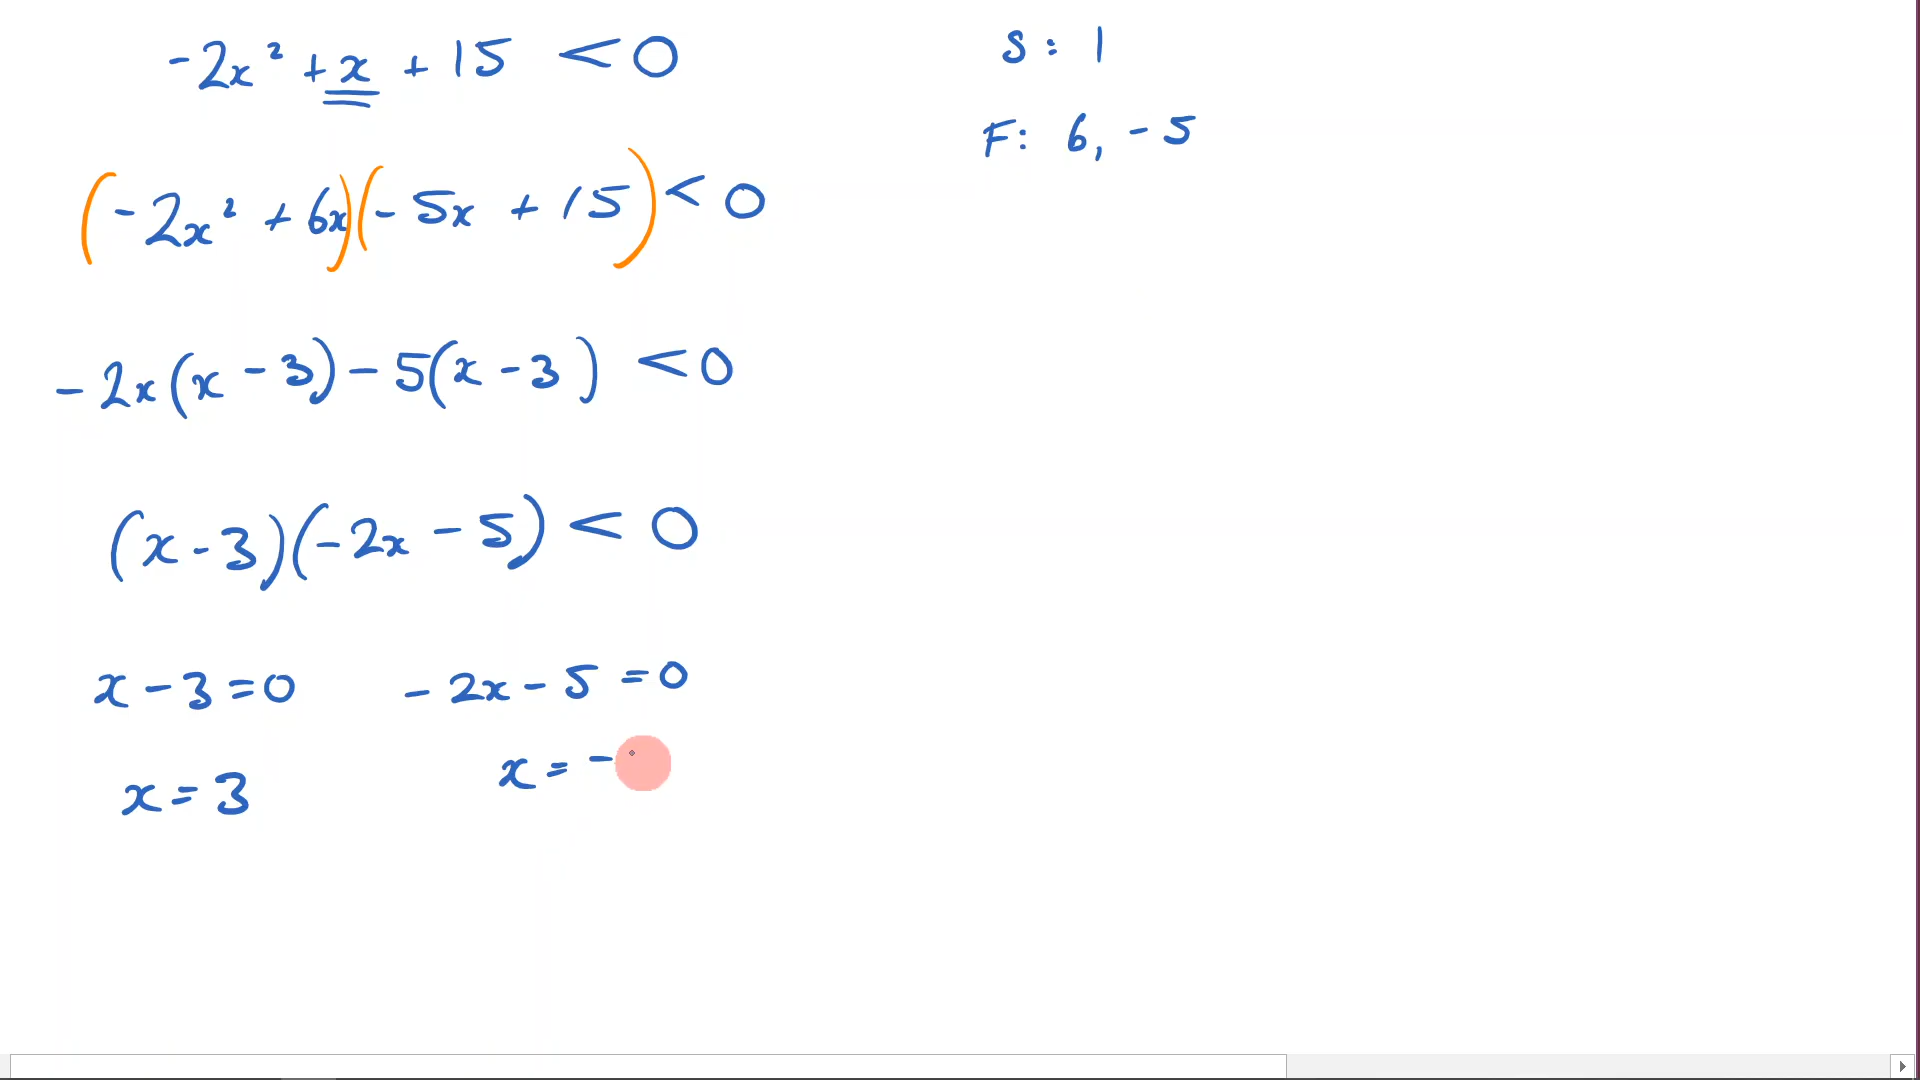 -2x² + x + 15 < 0
S: 1
F: 6, -5
(-2x² + 6x)(-5x + 15) < 0
-2x(x - 3) - 5(x - 3) < 0
(x - 3)(-2x - 5) < 0
x - 3 = 0   -2x - 5 = 0
x = 3   x = -